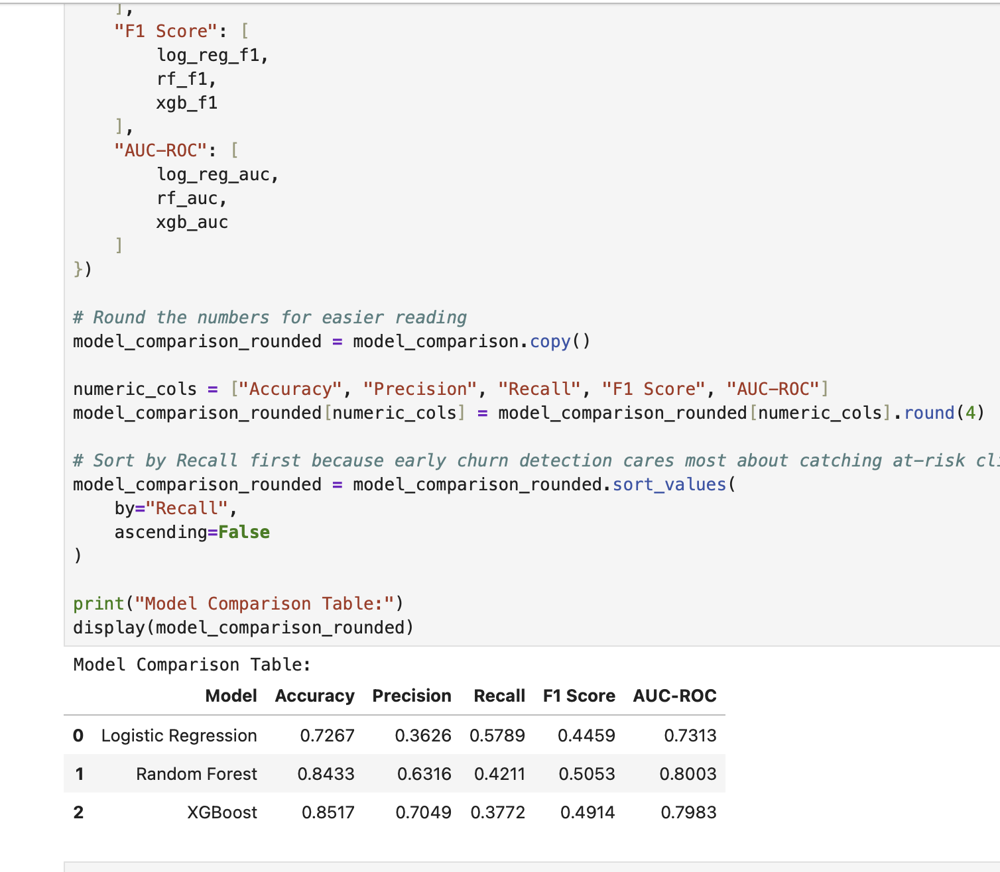 ],
"F1 Score": [
log_reg_f1,
rf_f1,
xgb_f1
],
"AUC-ROC": [
log_reg_auc,
rf_auc,
xgb_auc
]
})
# Round the numbers for easier reading
model_comparison_rounded = model_comparison.copy()
numeric_cols = ["Accuracy", "Precision", "Recall", "F1 Score", "AUC-ROC"]
model_comparison_rounded[numeric_cols] = model_comparison_rounded[numeric_cols].round(4)
# Sort by Recall first because early churn detection cares most about catching at-risk
model_comparison_rounded = model_comparison_rounded.sort_values(
by="Recall",
ascending=False
)
print("Model Comparison Table:")
display(model_comparison_rounded)
Model Comparison Table:
Model Accuracy Precision Recall F1 Score AUC-ROC
0 Logistic Regression 0.7267 0.3626 0.5789 0.4459 0.7313
1 Random Forest 0.8433 0.6316 0.4211 0.5053 0.8003
2 XGBoost 0.8517 0.7049 0.3772 0.4914 0.7983